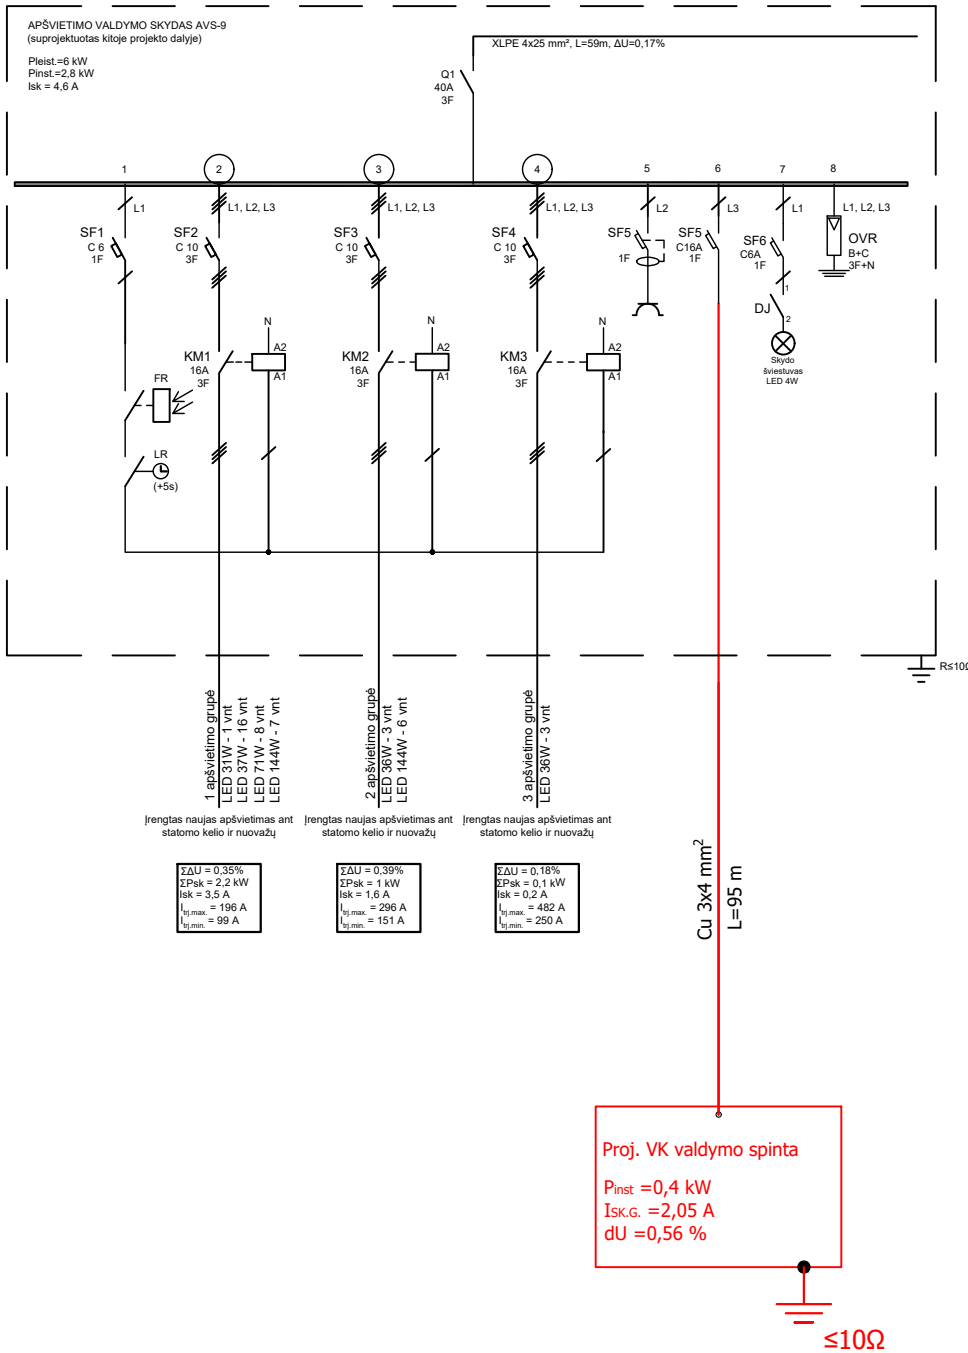 APŠVIETIMO VALDYMO SKYDAS AVS-9
(suprojektuotas kitoje projekto dalyje)
Pleist.=6 kW
Pinst.=2,8 kW
Isk = 4,6 A
XLPE 4x25 mm², L=59m, ΔU=0,17%
Q1
40A
3F
1
2
3
4
5
6
7
8
L1
L1, L2, L3
L1, L2, L3
L1, L2, L3
L2
L3
L1
L1, L2, L3
SF1
C 6
1F
SF2
C 10
3F
SF3
C 10
3F
SF4
C 10
3F
SF5
1F
SF5
C16A
1F
SF6
C6A
1F
OVR
B+C
3F+N
1
DJ
2
Skydo
šviestuvas
LED 4W
N
A2
A1
KM1
16A
3F
N
A2
A1
KM2
16A
3F
N
A2
A1
KM3
16A
3F
FR
LR
(+5s)
R≤10Ω
1 apšvietimo grupė
LED 31W - 1 vnt
LED 37W - 16 vnt
LED 71W - 8 vnt
LED 144W - 7 vnt
2 apšvietimo grupė
LED 36W - 3 vnt
LED 144W - 6 vnt
3 apšvietimo grupė
LED 36W - 3 vnt
Įrengtas naujas apšvietimas ant
statomo kelio ir nuovažų
Įrengtas naujas apšvietimas ant
statomo kelio ir nuovažų
Įrengtas naujas apšvietimas ant
statomo kelio ir nuovažų
ΣΔU = 0,35%
ΣPsk = 2,2 kW
Isk = 3,5 A
Itrj.max. = 196 A
Itrj.min. = 99 A
ΣΔU = 0,39%
ΣPsk = 1 kW
Isk = 1,6 A
Itrj.max. = 296 A
Itrj.min. = 151 A
ΣΔU = 0,18%
ΣPsk = 0,1 kW
Isk = 0,2 A
Itrj.max. = 482 A
Itrj.min. = 250 A
Cu 3x4 mm²
L=95 m
Proj. VK valdymo spinta
Pinst =0,4 kW
ISK.G. =2,05 A
dU =0,56 %
≤10Ω